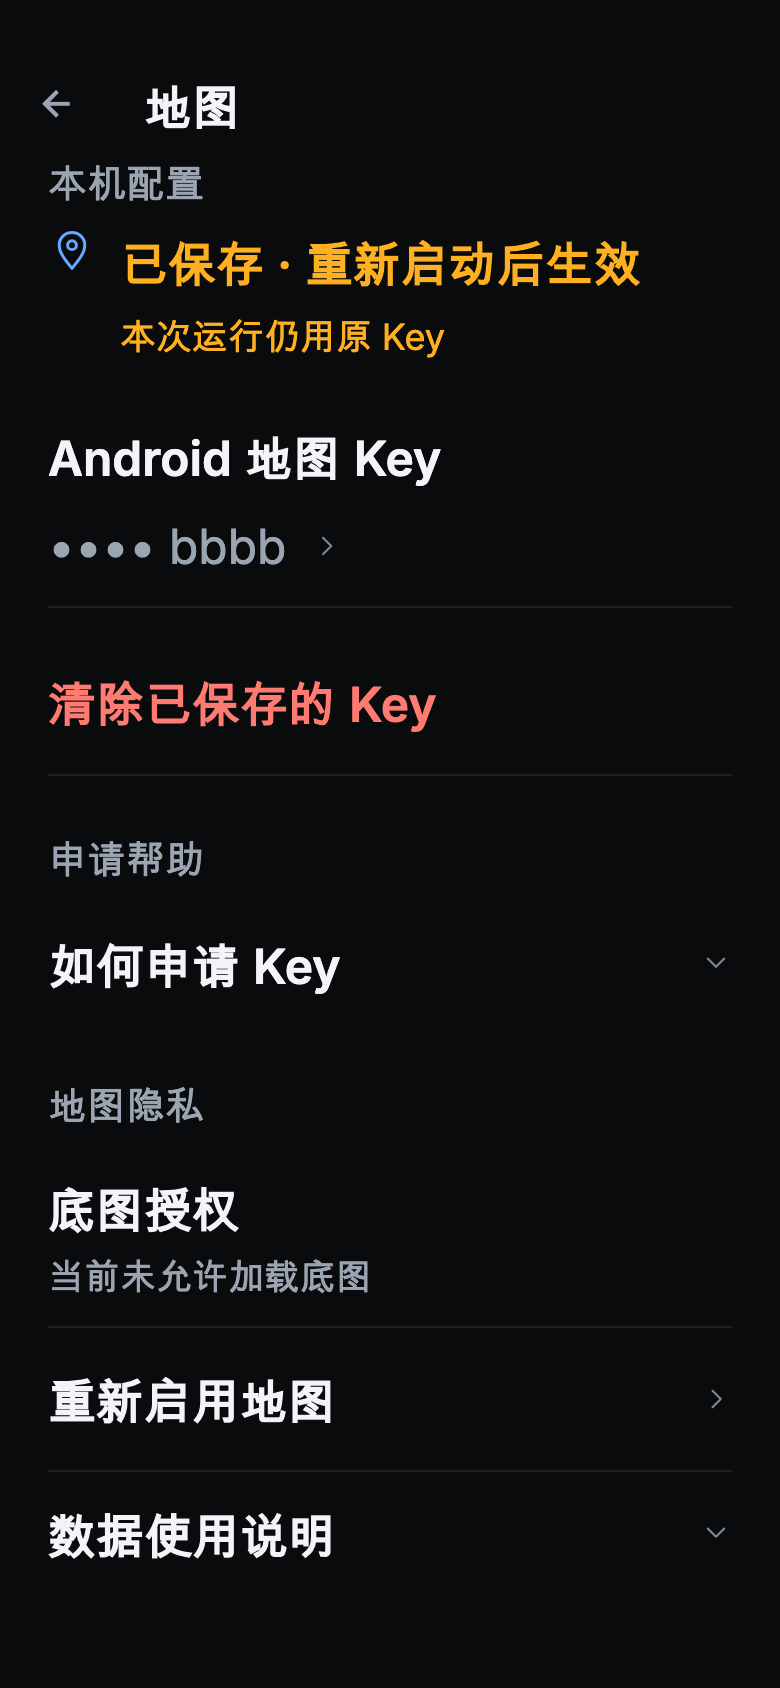 地图
本机配置
已保存 · 重新启动后生效
本次运行仍用原 Key
Android 地图 Key
•••• bbbb
清除已保存的 Key
申请帮助
如何申请 Key
地图隐私
底图授权
当前未允许加载底图
重新启用地图
数据使用说明